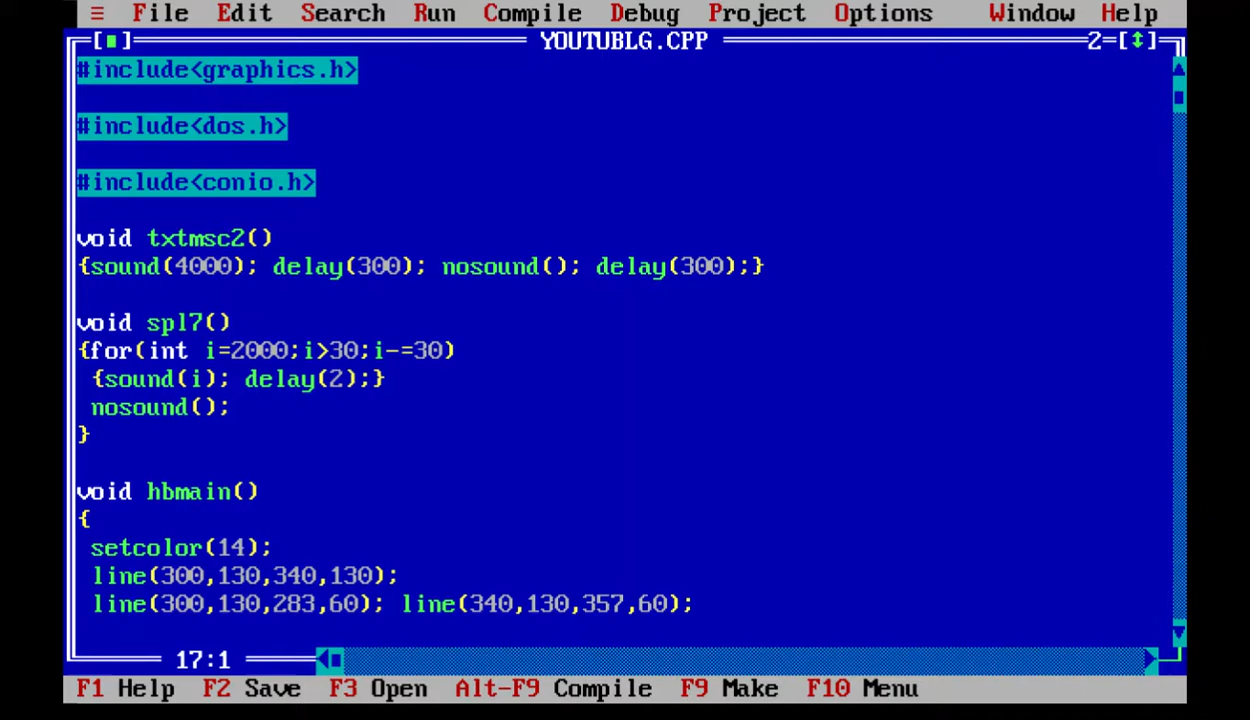 ≡ File Edit Search Run Compile Debug Project Options Window Help
[■] YOUTUBLG.CPP 2=[↕]
#include<graphics.h>
#include<dos.h>
#include<conio.h>
void txtmsc2()
{sound(4000); delay(300); nosound(); delay(300);}
void spl7()
{for(int i=2000;i>30;i-=30)
{sound(i); delay(2);}
nosound();
}
void hbmain()
{
setcolor(14);
line(300,130,340,130);
line(300,130,283,60); line(340,130,357,60);
17:1
F1 Help F2 Save F3 Open Alt-F9 Compile F9 Make F10 Menu